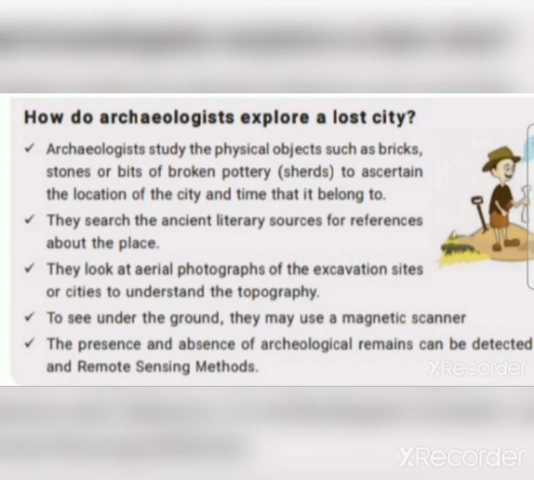 How do archaeologists explore a lost city?
✓ Archaeologists study the physical objects such as bricks,
stones or bits of broken pottery (sherds) to ascertain
the location of the city and time that it belong to.
✓ They search the ancient literary sources for references
about the place.
✓ They look at aerial photographs of the excavation sites
or cities to understand the topography.
✓ To see under the ground, they may use a magnetic scanner
✓ The presence and absence of archeological remains can be detected
and Remote Sensing Methods.
XRecorder
XRecorder